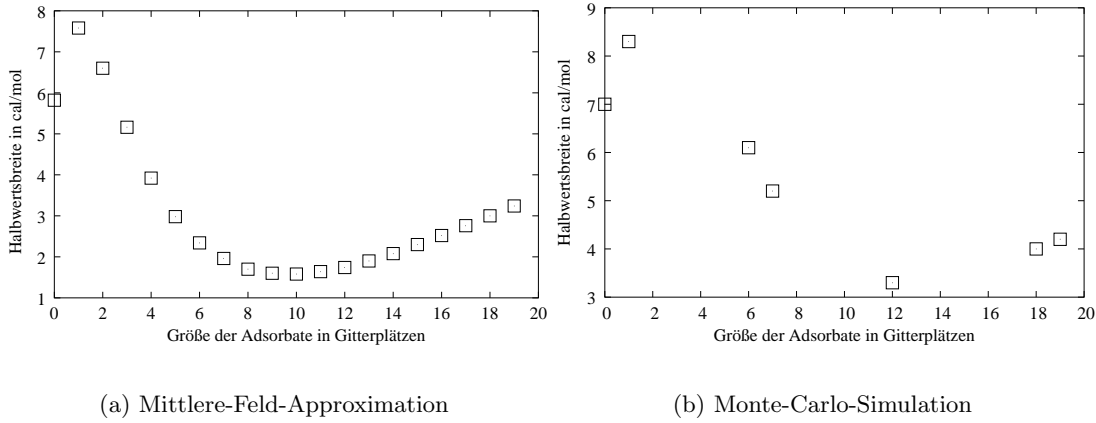 8
7
6
5
4
3
2
1
0 2 4 6 8 10 12 14 16 18 20
Halbwertsbreite in cal/mol
Größe der Adsorbate in Gitterplätzen
(a) Mittlere-Feld-Approximation
9
8
7
6
5
4
3
0 2 4 6 8 10 12 14 16 18 20
Halbwertsbreite in cal/mol
Größe der Adsorbate in Gitterplätzen
(b) Monte-Carlo-Simulation